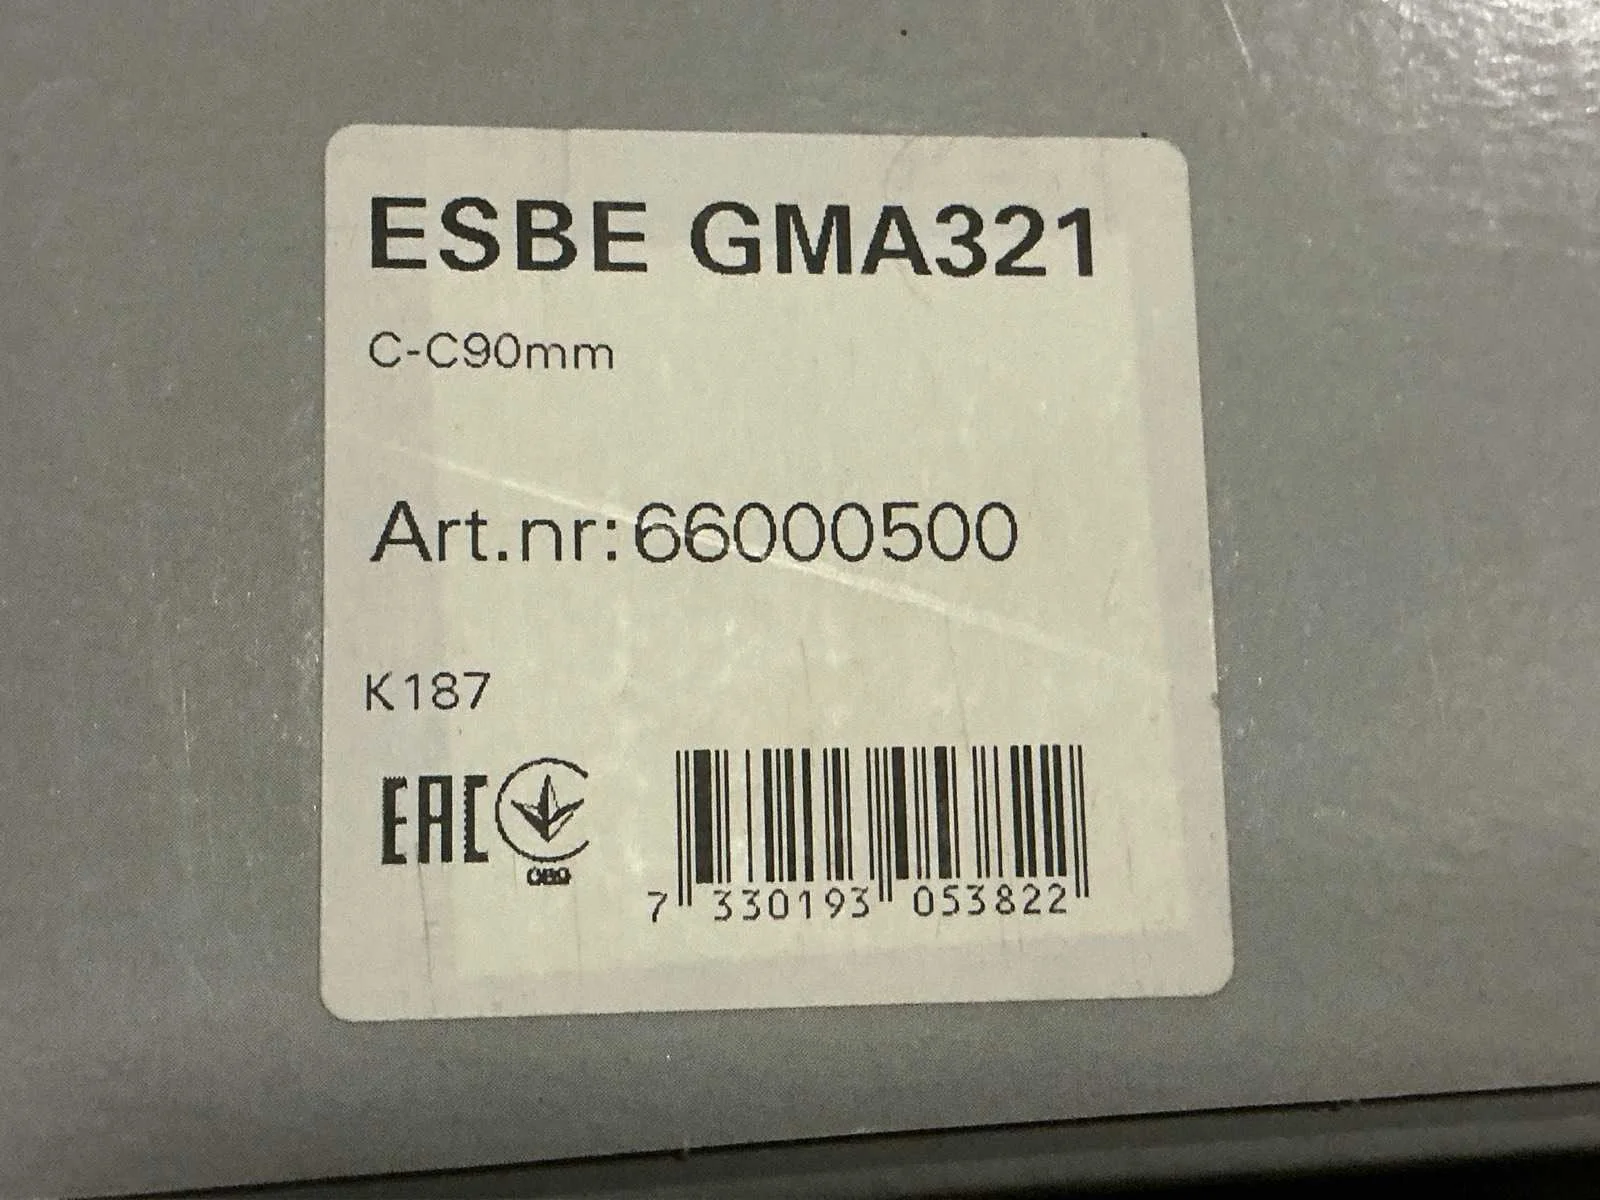 ESBE GMA321
C-C90mm
Art.nr:66000500
K187
EAC
7 330193 053822